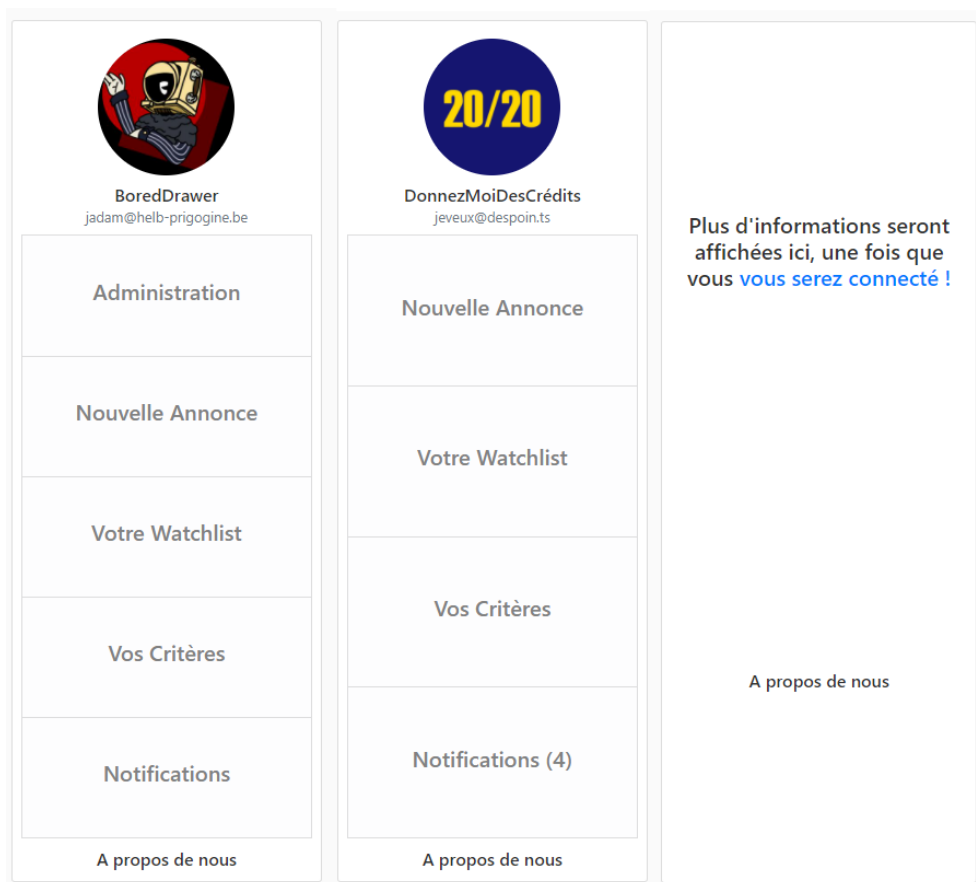 BoredDrawer
jadam@helb-prigogine.be
Administration
Nouvelle Annonce
Votre Watchlist
Vos Critères
Notifications
A propos de nous
20/20
DonnezMoiDesCrédits
jeveux@despoin.ts
Nouvelle Annonce
Votre Watchlist
Vos Critères
Notifications (4)
A propos de nous
Plus d'informations seront
affichées ici, une fois que
vous vous serez connecté !
A propos de nous